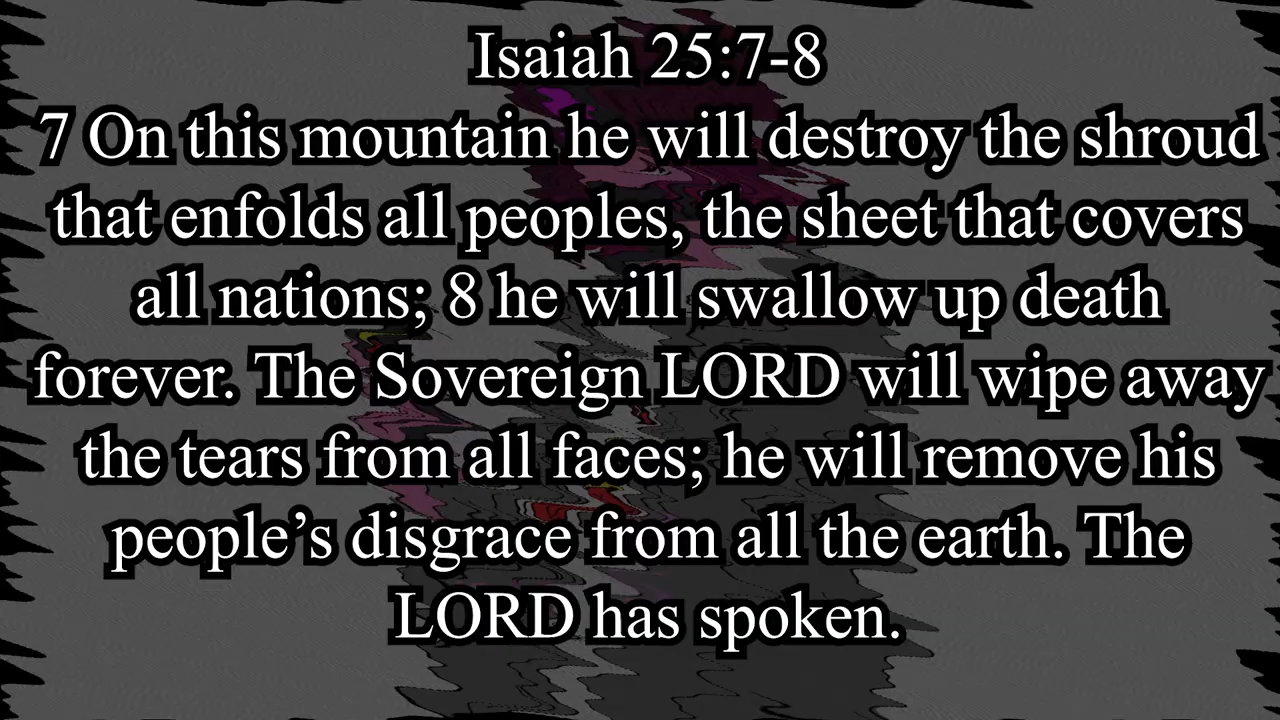 Isaiah 25:7-8
7 On this mountain he will destroy the shroud
that enfolds all peoples, the sheet that covers
all nations; 8 he will swallow up death
forever. The Sovereign LORD will wipe away
the tears from all faces; he will remove his
people’s disgrace from all the earth. The
LORD has spoken.